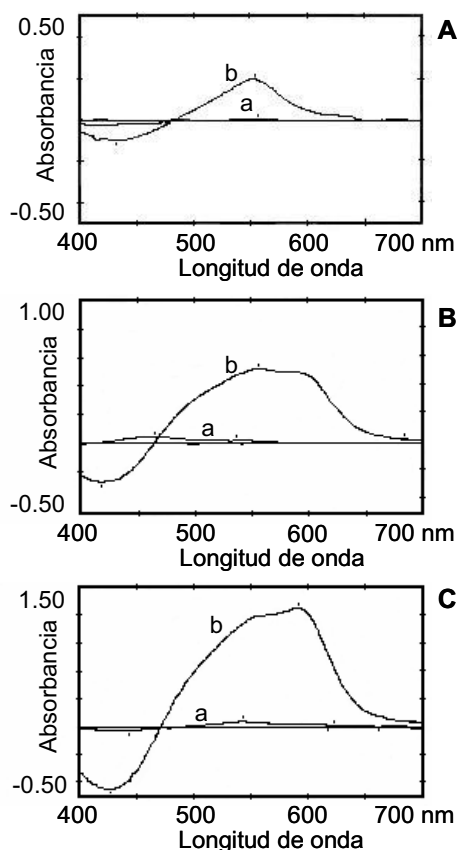 0.50
A
Absorbancia
b
a
-0.50
400 500 600 700 nm
Longitud de onda
1.00
B
Absorbancia
b
a
-0.50
400 500 600 700 nm
Longitud de onda
1.50
C
Absorbancia
b
a
-0.50
400 500 600 700 nm
Longitud de onda